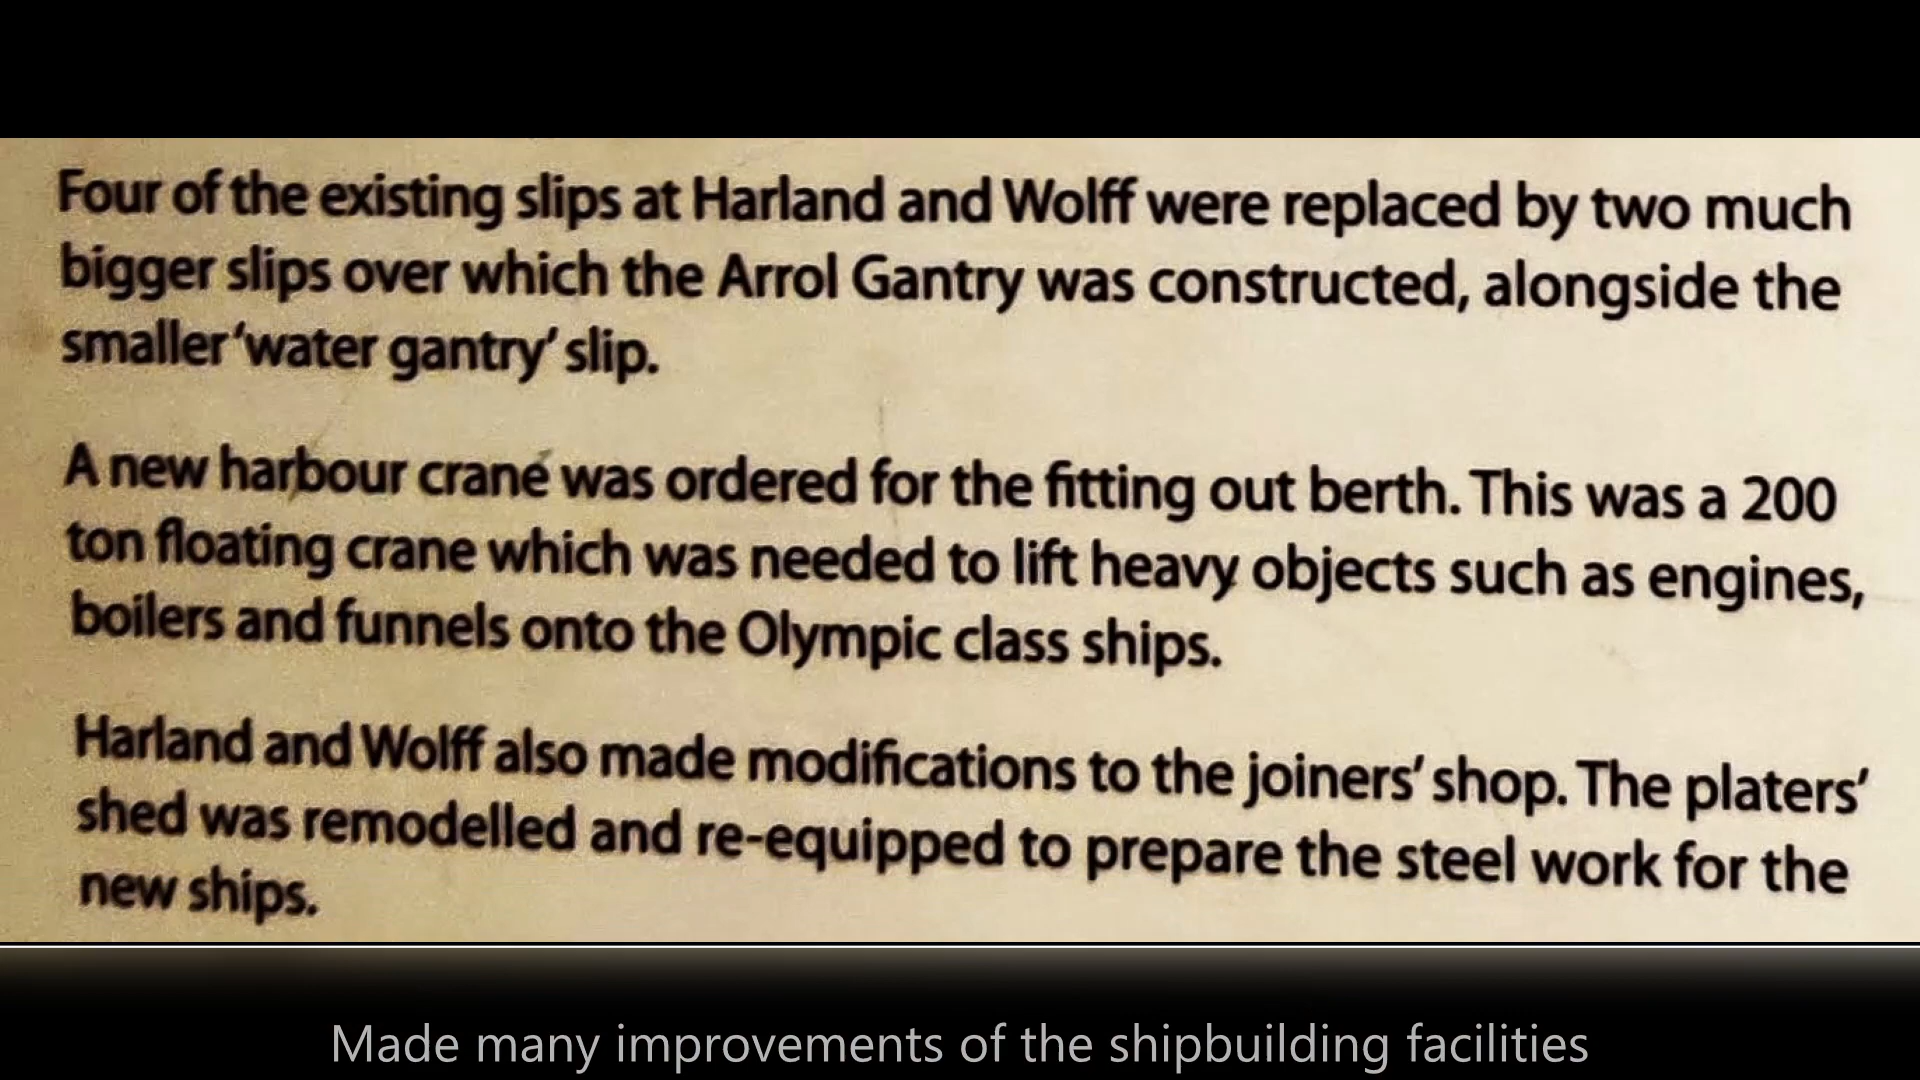 Four of the existing slips at Harland and Wolff were replaced by two much
bigger slips over which the Arrol Gantry was constructed, alongside the
smaller ‘water gantry’ slip.
A new harbour crane was ordered for the fitting out berth. This was a 200
ton floating crane which was needed to lift heavy objects such as engines,
boilers and funnels onto the Olympic class ships.
Harland and Wolff also made modifications to the joiners’ shop. The platers’
shed was remodelled and re-equipped to prepare the steel work for the
new ships.
Made many improvements of the shipbuilding facilities